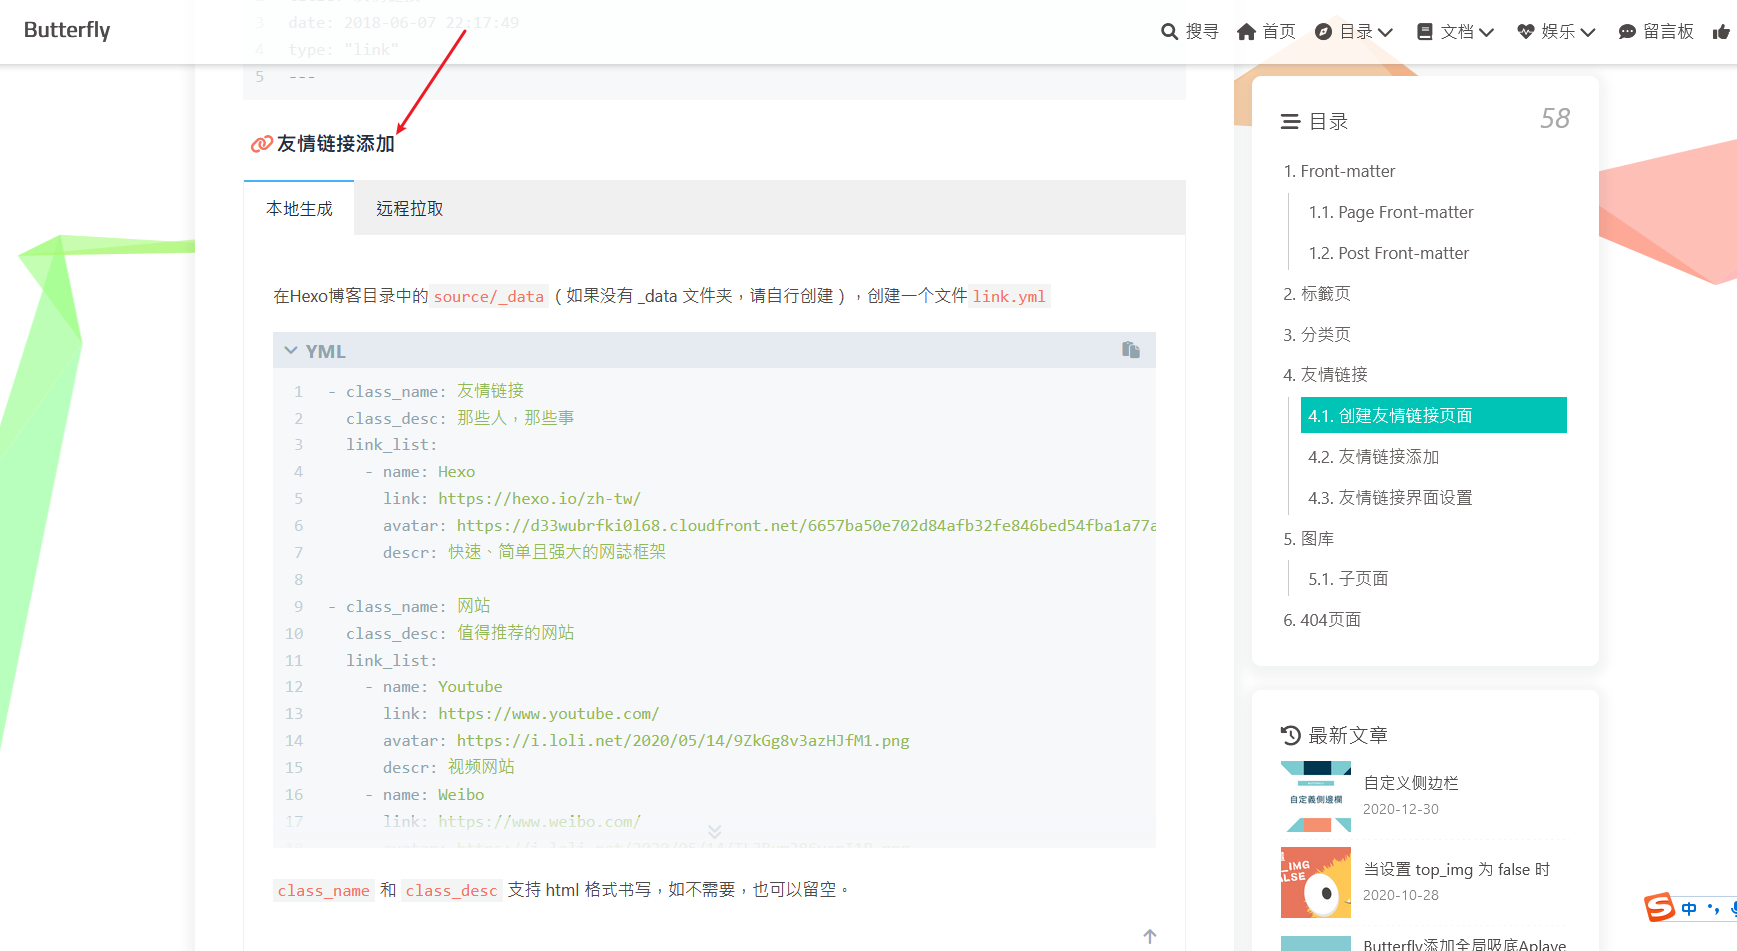 Butterfly
搜寻 首页 目录 文档 娱乐 留言板
3 date: 2018-06-07 22:17:49
4 type: "link"
5 ---
友情链接添加
本地生成 远程拉取
在Hexo博客目录中的 source/_data（如果没有 _data 文件夹，请自行创建），创建一个文件 link.yml
YML
1 - class_name: 友情链接
2 class_desc: 那些人，那些事
3 link_list:
4 - name: Hexo
5 link: https://hexo.io/zh-tw/
6 avatar: https://d33wubrfki0l68.cloudfront.net/6657ba50e702d84afb32fe846bed54fba1a77a
7 descr: 快速、简单且强大的网誌框架
8
9 - class_name: 网站
10 class_desc: 值得推荐的网站
11 link_list:
12 - name: Youtube
13 link: https://www.youtube.com/
14 avatar: https://i.loli.net/2020/05/14/9ZkGg8v3azHJfM1.png
15 descr: 视频网站
16 - name: Weibo
17 link: https://www.weibo.com/
class_name 和 class_desc 支持 html 格式书写，如不需要，也可以留空。
目录 58
1. Front-matter
1.1. Page Front-matter
1.2. Post Front-matter
2. 标籤页
3. 分类页
4. 友情链接
4.1. 创建友情链接页面
4.2. 友情链接添加
4.3. 友情链接界面设置
5. 图库
5.1. 子页面
6. 404页面
最新文章
自定義側邊欄
自定义侧边栏
2020-12-30
_IMG
ALSE
当设置 top_img 为 false 时
2020-10-28
Butterfly添加全局吸底Aplaye
S 中